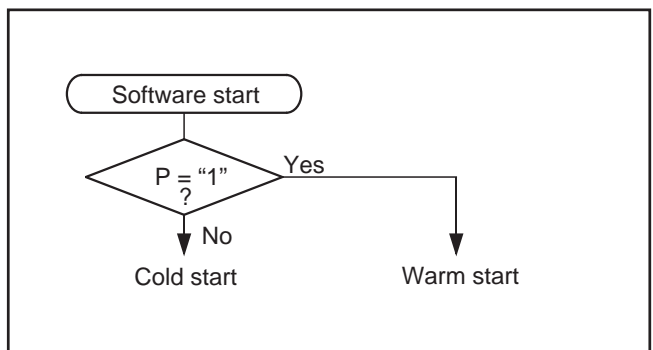 Software start
P = “1”
?
Yes
No
Cold start
Warm start